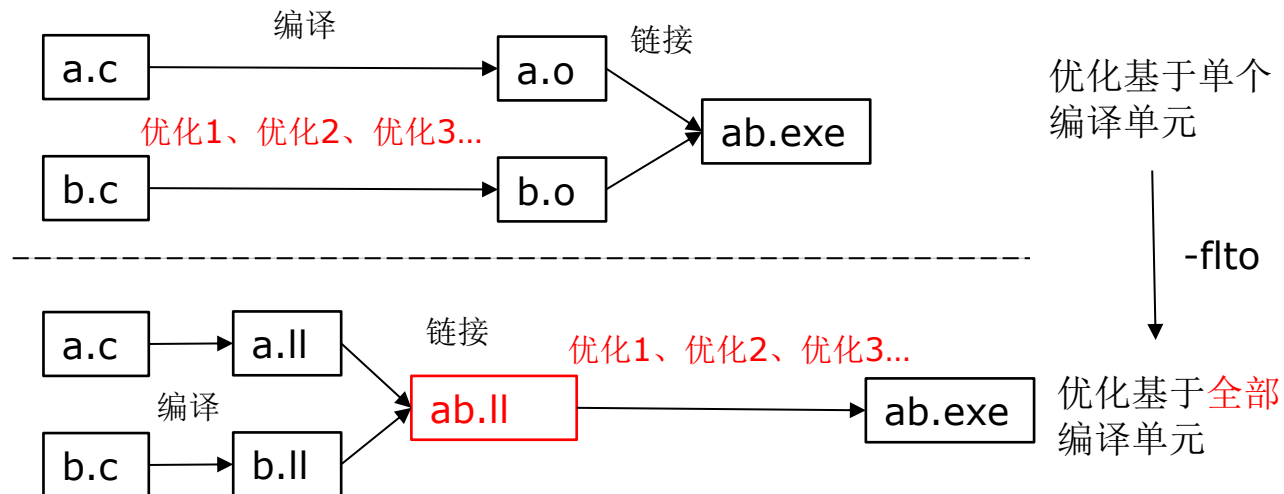 编译
链接
a.c
a.o
优化基于单个
编译单元
优化1、优化2、优化3...
ab.exe
b.c
b.o
-flto
a.c
a.ll
链接
优化1、优化2、优化3...
编译
ab.ll
ab.exe
优化基于全部
编译单元
b.c
b.ll